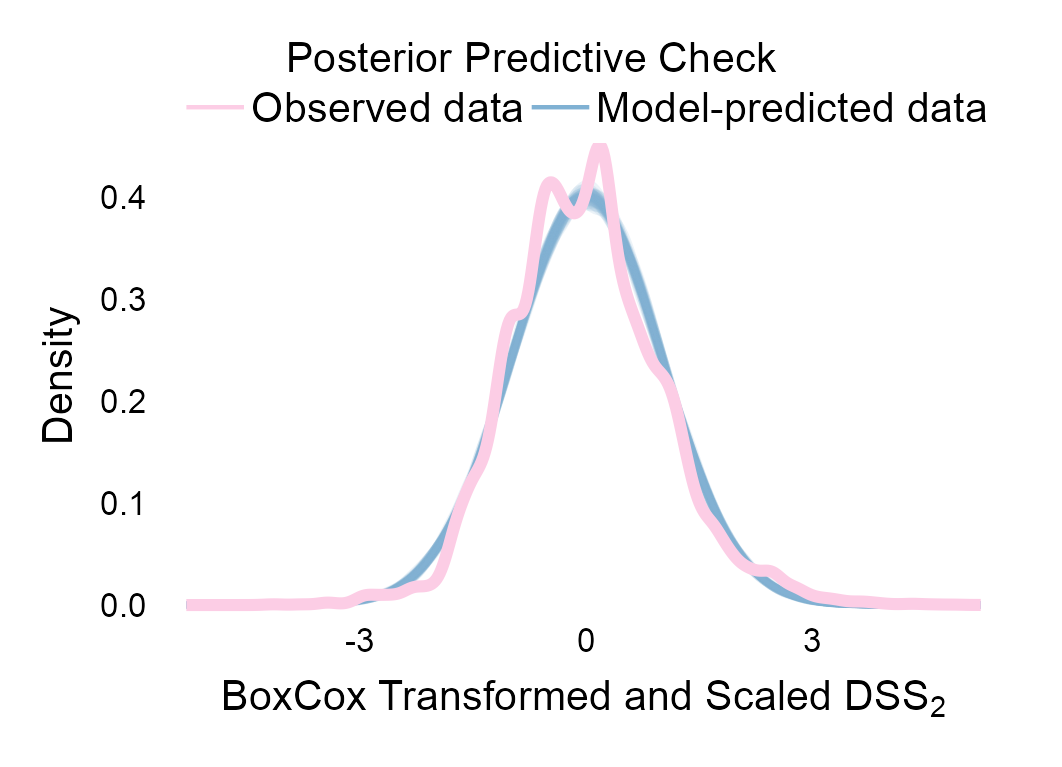 Posterior Predictive Check
Observed data Model-predicted data
0.4
0.3
0.2
0.1
0.0
Density
-3 0 3
BoxCox Transformed and Scaled DSS₂